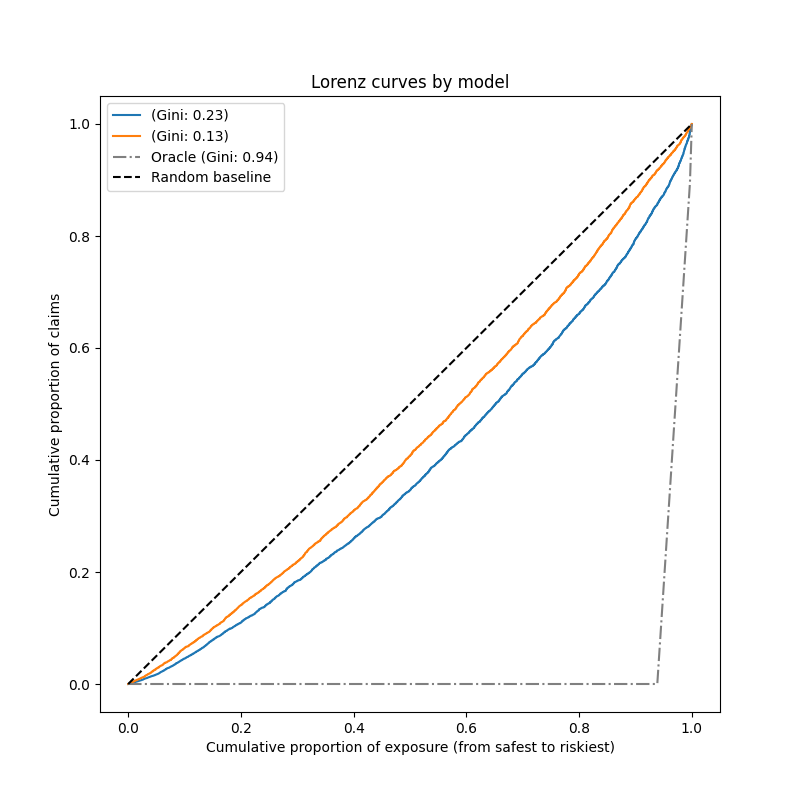 Lorenz curves by model
(Gini: 0.23)
(Gini: 0.13)
Oracle (Gini: 0.94)
Random baseline
1.0
0.8
0.6
0.4
0.2
0.0
Cumulative proportion of claims
0.0 0.2 0.4 0.6 0.8 1.0
Cumulative proportion of exposure (from safest to riskiest)